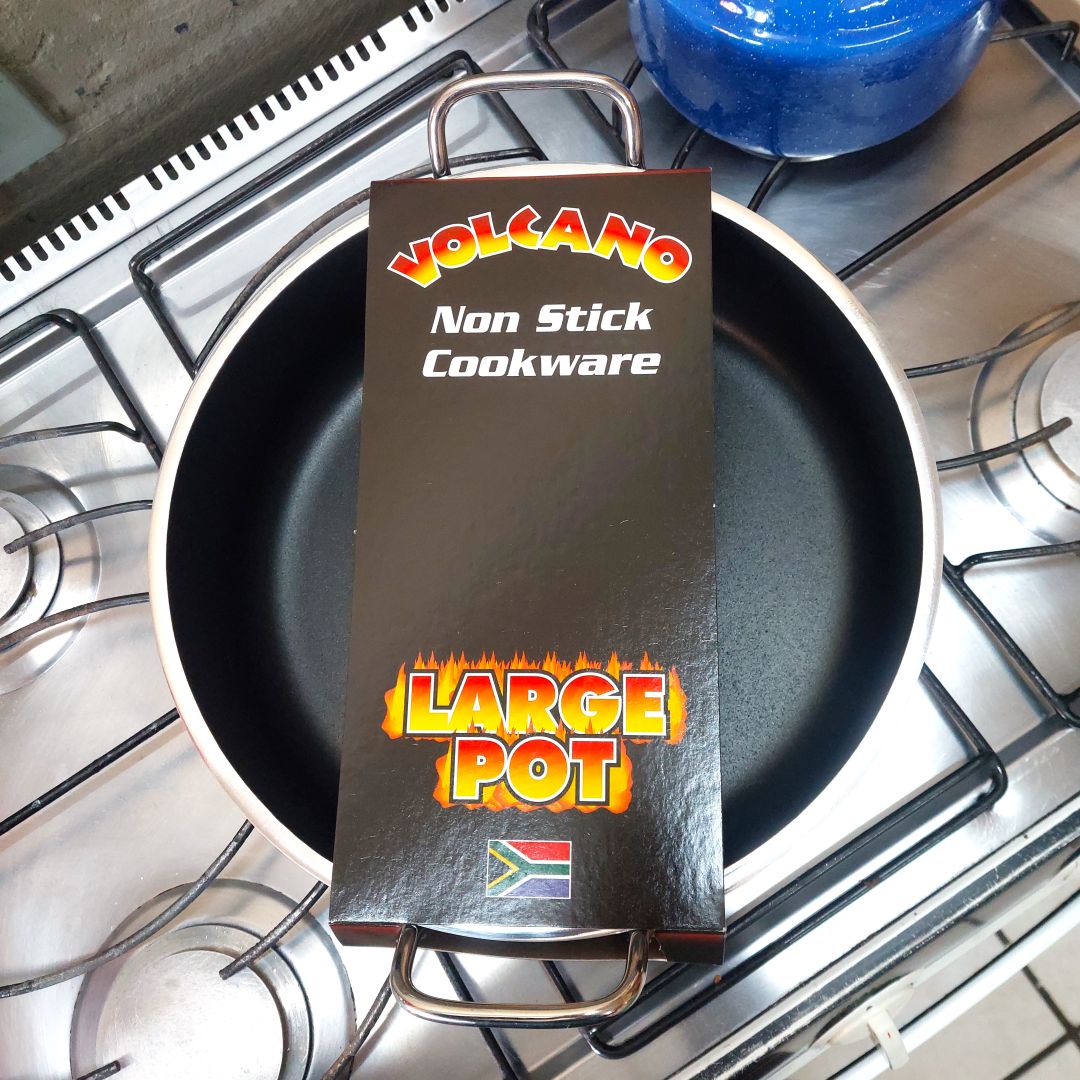 VOLCANO
Non Stick
Cookware
LARGE
POT